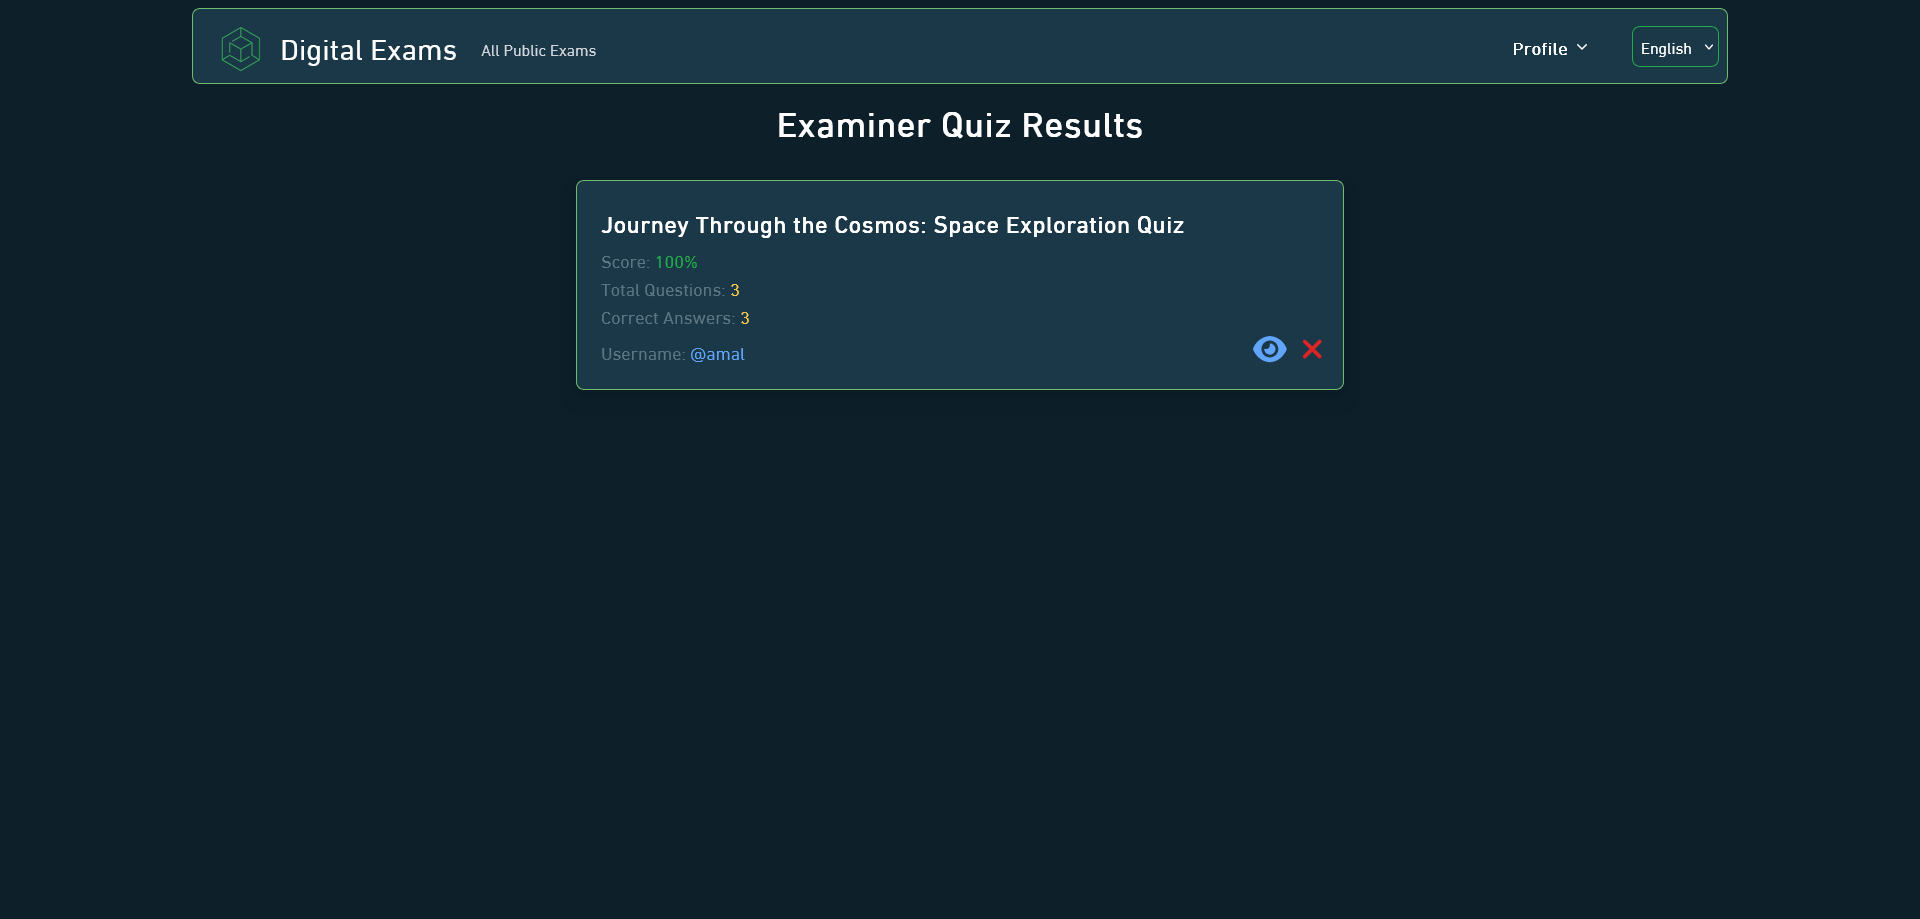 Digital Exams
All Public Exams
Profile
English
Examiner Quiz Results
Journey Through the Cosmos: Space Exploration Quiz
Score: 100%
Total Questions: 3
Correct Answers: 3
Username: @amal